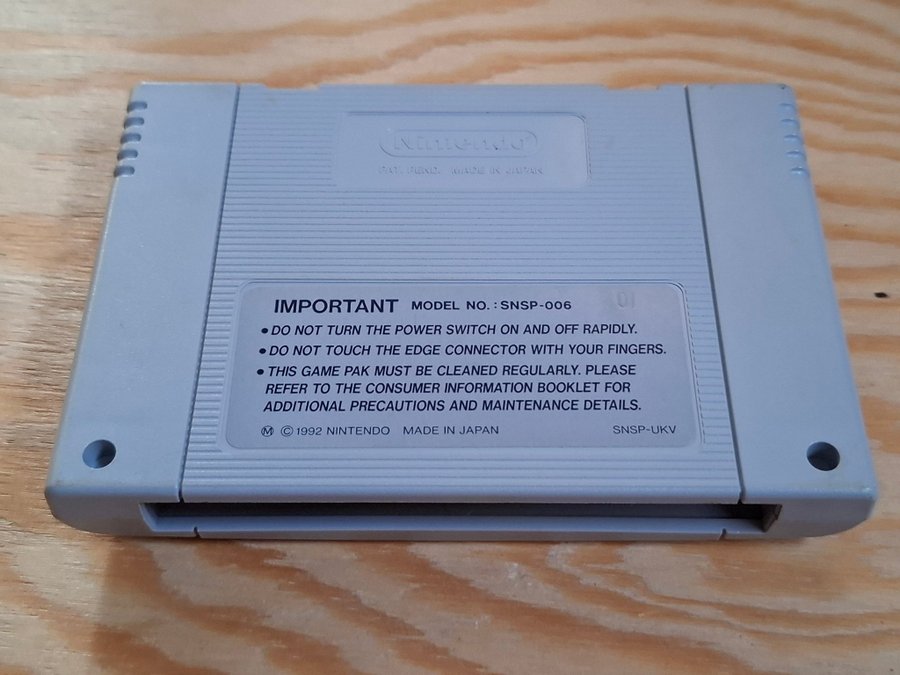 Nintendo
PAT. PEND. MADE IN JAPAN
IMPORTANT MODEL NO. : SNSP-006
● DO NOT TURN THE POWER SWITCH ON AND OFF RAPIDLY.
● DO NOT TOUCH THE EDGE CONNECTOR WITH YOUR FINGERS.
● THIS GAME PAK MUST BE CLEANED REGULARLY. PLEASE
REFER TO THE CONSUMER INFORMATION BOOKLET FOR
ADDITIONAL PRECAUTIONS AND MAINTENANCE DETAILS.
Ⓜ © 1992 NINTENDO MADE IN JAPAN SNSP-UKV